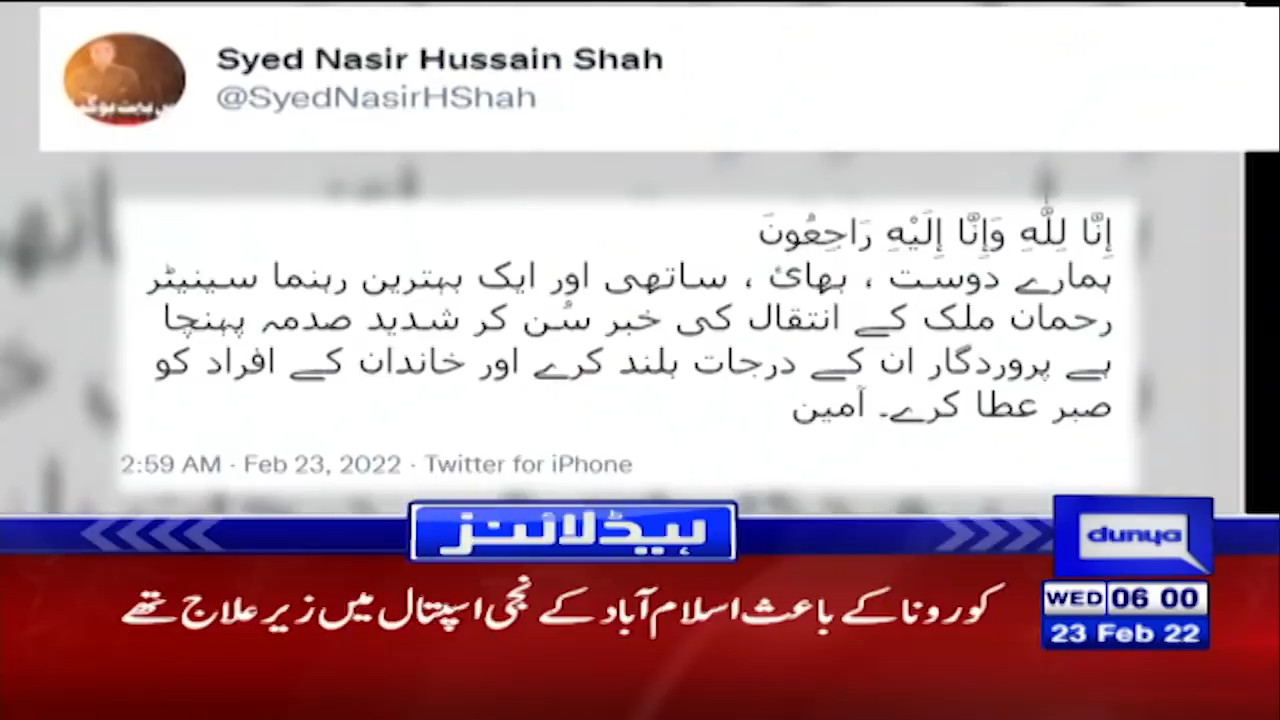 Syed Nasir Hussain Shah
@SyedNasirHShah
إِنَّا لِلَّٰهِ وَإِنَّا إِلَيْهِ رَاجِعُونَ
ہمارے دوست ، بھائ ، ساتھی اور ایک بہترین رہنما سینیٹر
رحمان ملک کے انتقال کی خبر سُن کر شدید صدمہ پہنچا
ہے پروردگار ان کے درجات بلند کرے اور خاندان کے افراد کو
صبر عطا کرے۔ آمین
2:59 AM · Feb 23, 2022 · Twitter for iPhone
ہیڈلائنز
dunya
کورونا کے باعث اسلام آباد کے نجی اسپتال میں زیر علاج تھے
WED 06 00
23 Feb 22